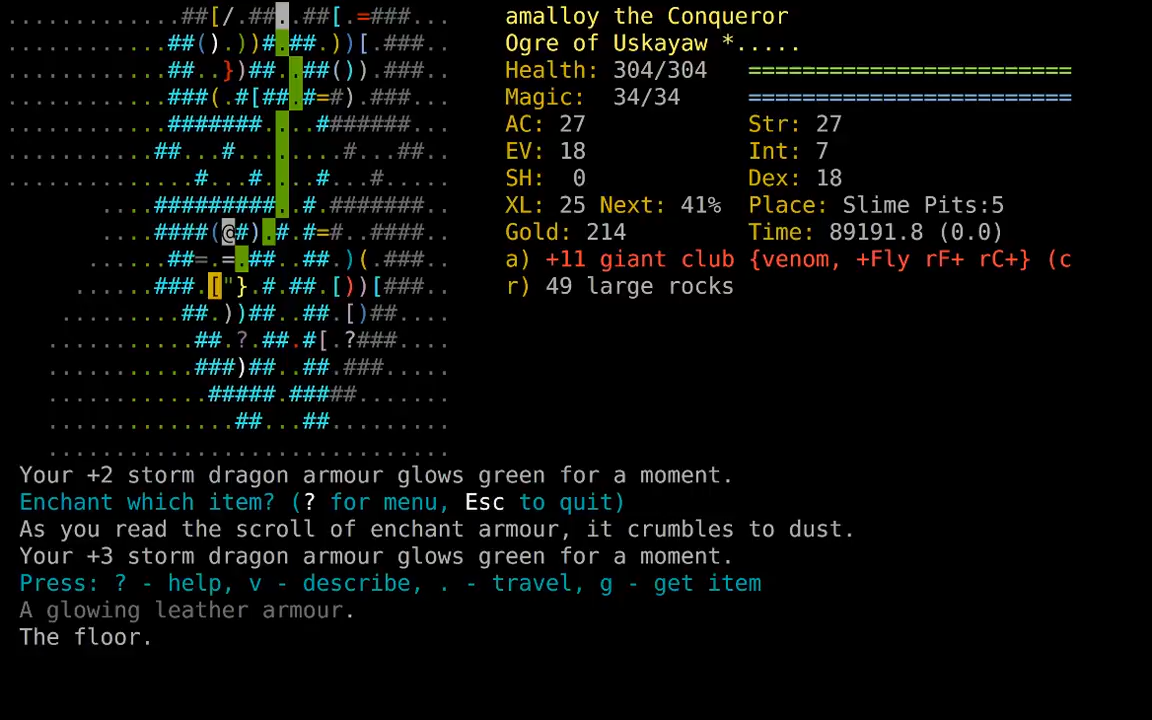 .............##[/.##...##[.=###...
............##().))###.##.))[.###...
............##..})##..##()).###...
............###(.#[##..#=#).###...
............#######...#######...
...........##...#.......#...##..
..............#...#...#...#.....
....#########..#.#######..
....####(@#).#.#=#....
##=.=.##..##.)(.###..
###.["}.#.##.[))[###...
##.))##..##.[)##....
##.?.##.#[.?###....
###)##..##.###.....
#####.#####.......
##..##.........
amalloy the Conqueror
Ogre of Uskayaw *.....
Health: 304/304 ========================
Magic:  34/34 ========================
AC: 27 Str: 27
EV: 18 Int: 7
SH:  0 Dex: 18
XL: 25 Next: 41% Place: Slime Pits:5
Gold: 214 Time: 89191.8 (0.0)
a) +11 giant club {venom, +Fly rF+ rC+} (c
r) 49 large rocks
Your +2 storm dragon armour glows green for a moment.
Enchant which item? (? for menu, Esc to quit)
As you read the scroll of enchant armour, it crumbles to dust.
Your +3 storm dragon armour glows green for a moment.
Press: ? - help, v - describe, . - travel, g - get item
A glowing leather armour.
The floor.